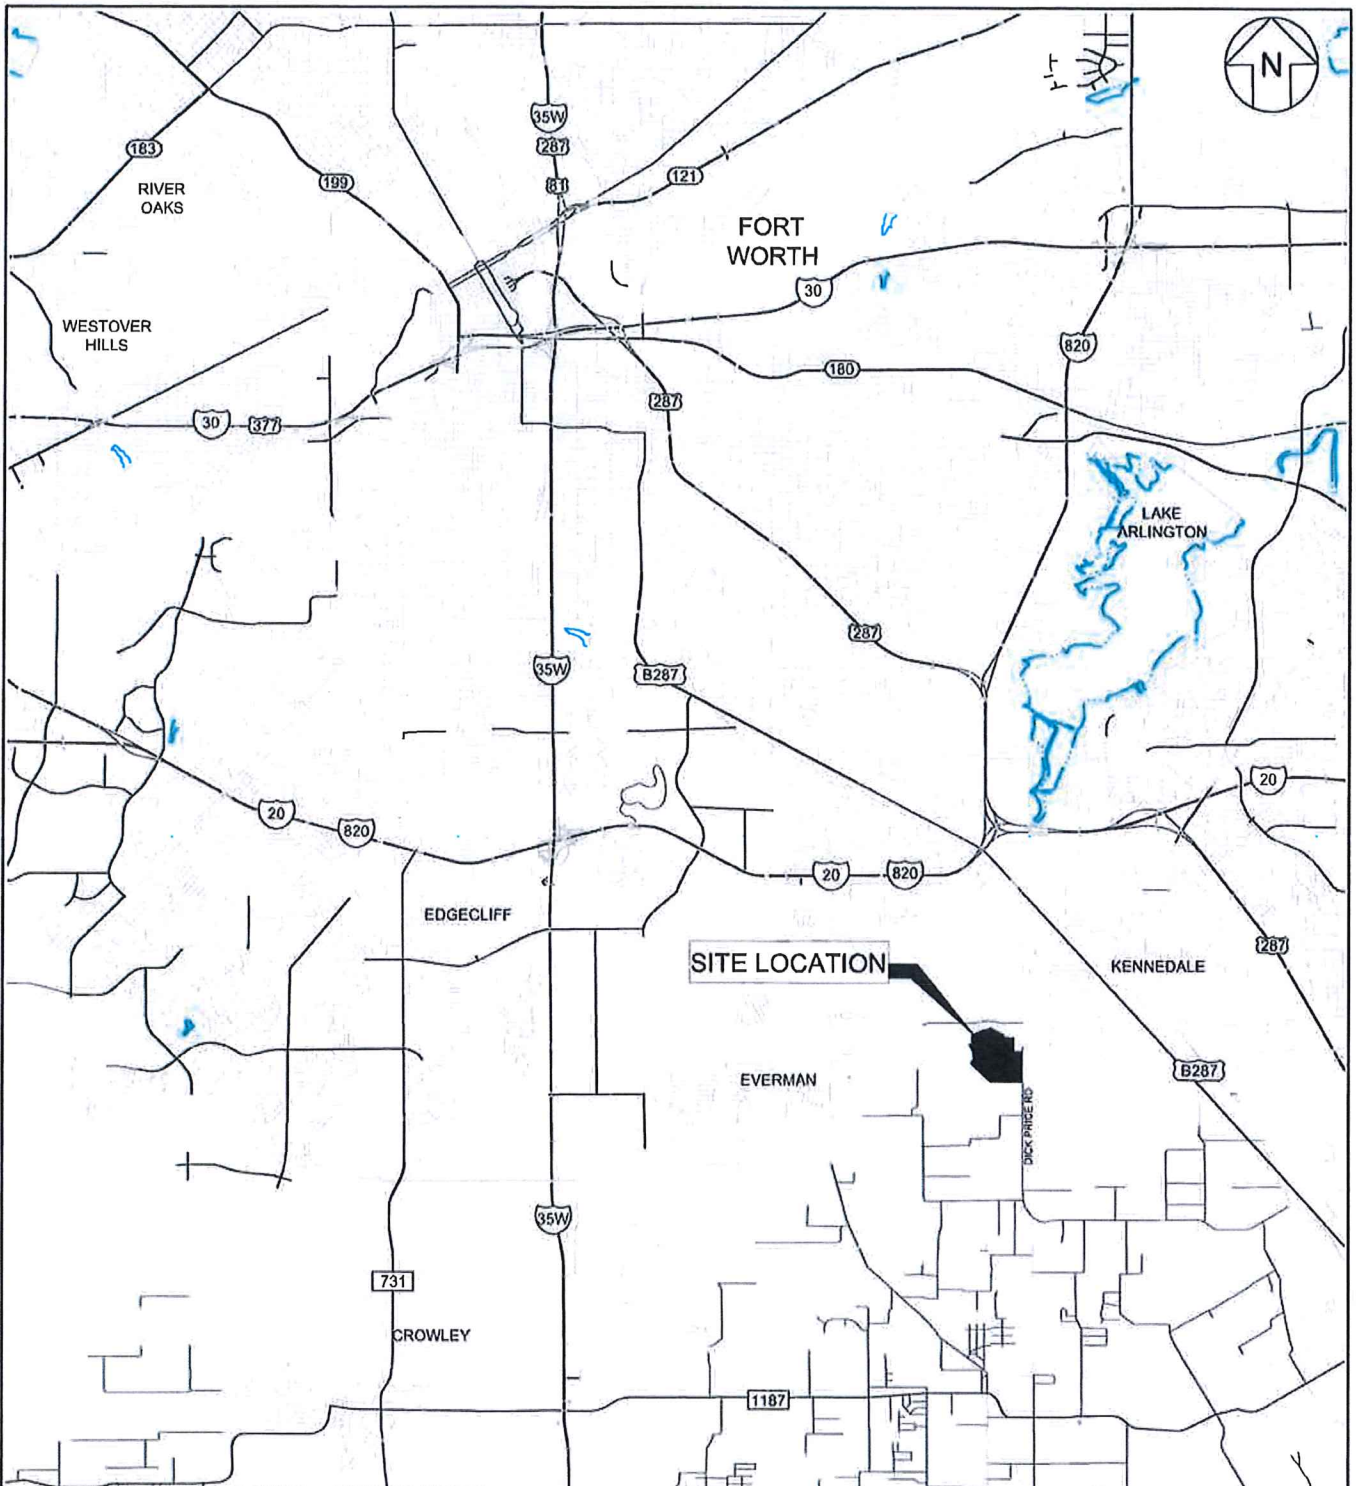 N
35W
287
81
183
199
121
RIVER
OAKS
FORT
WORTH
30
WESTOVER
HILLS
820
180
287
30
377
LAKE
ARLINGTON
287
35W
B287
20
20
820
20
820
EDGECLIFF
287
SITE LOCATION
KENNEDALE
EVERMAN
B287
DICK PRICE RD
35W
731
CROWLEY
1187